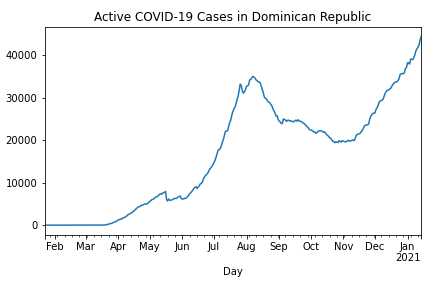 Active COVID-19 Cases in Dominican Republic
40000
30000
20000
10000
0
Feb Mar Apr May Jun Jul Aug Sep Oct Nov Dec Jan
2021
Day